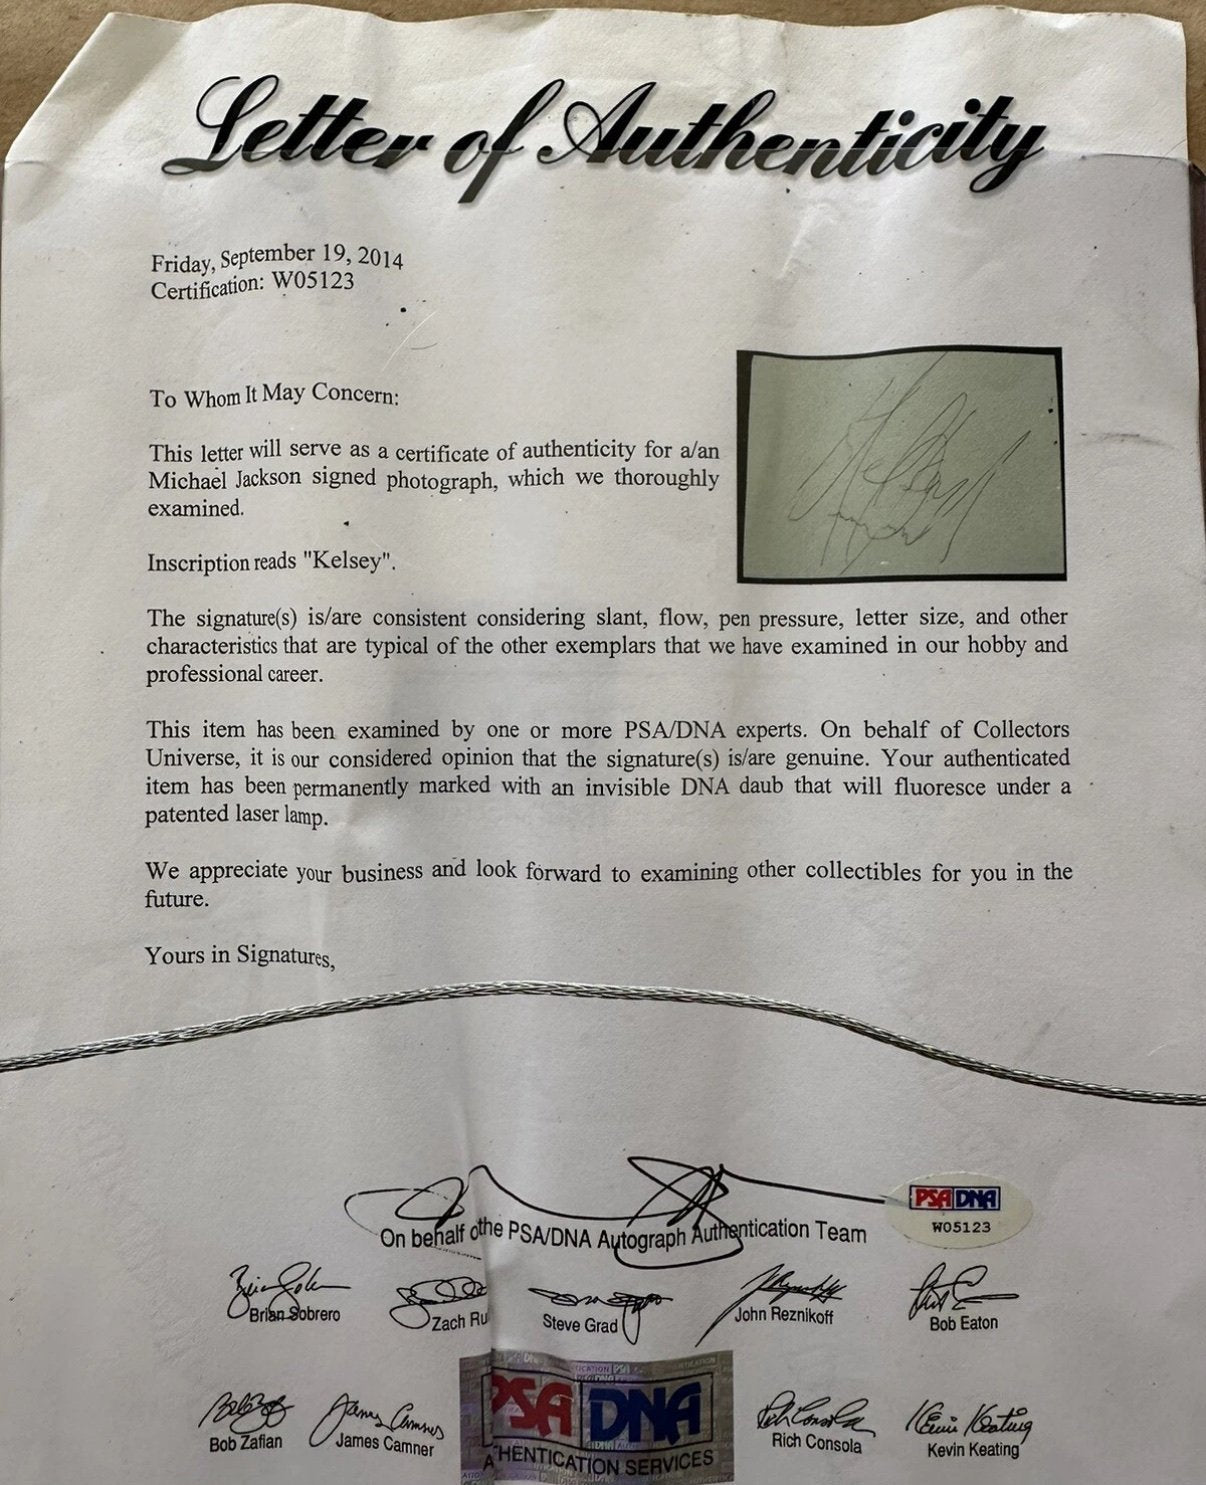 Letter of Authenticity
Friday, September 19, 2014
Certification: W05123
To Whom It May Concern:
This letter will serve as a certificate of authenticity for a/an
Michael Jackson signed photograph, which we thoroughly
examined.
Inscription reads "Kelsey".
The signature(s) is/are consistent considering slant, flow, pen pressure, letter size, and other
characteristics that are typical of the other exemplars that we have examined in our hobby and
professional career.
This item has been examined by one or more PSA/DNA experts. On behalf of Collectors
Universe, it is our considered opinion that the signature(s) is/are genuine. Your authenticated
item has been permanently marked with an invisible DNA daub that will fluoresce under a
patented laser lamp.
We appreciate your business and look forward to examining other collectibles for you in the
future.
Yours in Signatures,
PSA DNA
W05123
On behalf othe PSA/DNA Autograph Authentication Team
Brian Sobrero Zach Ru Steve Grad John Reznikoff Bob Eaton
James Camner Kevin Keating
Bob Zafian James Camner Rich Consola Kevin Keating
PSA DNA
AHENTICATION SERVICES